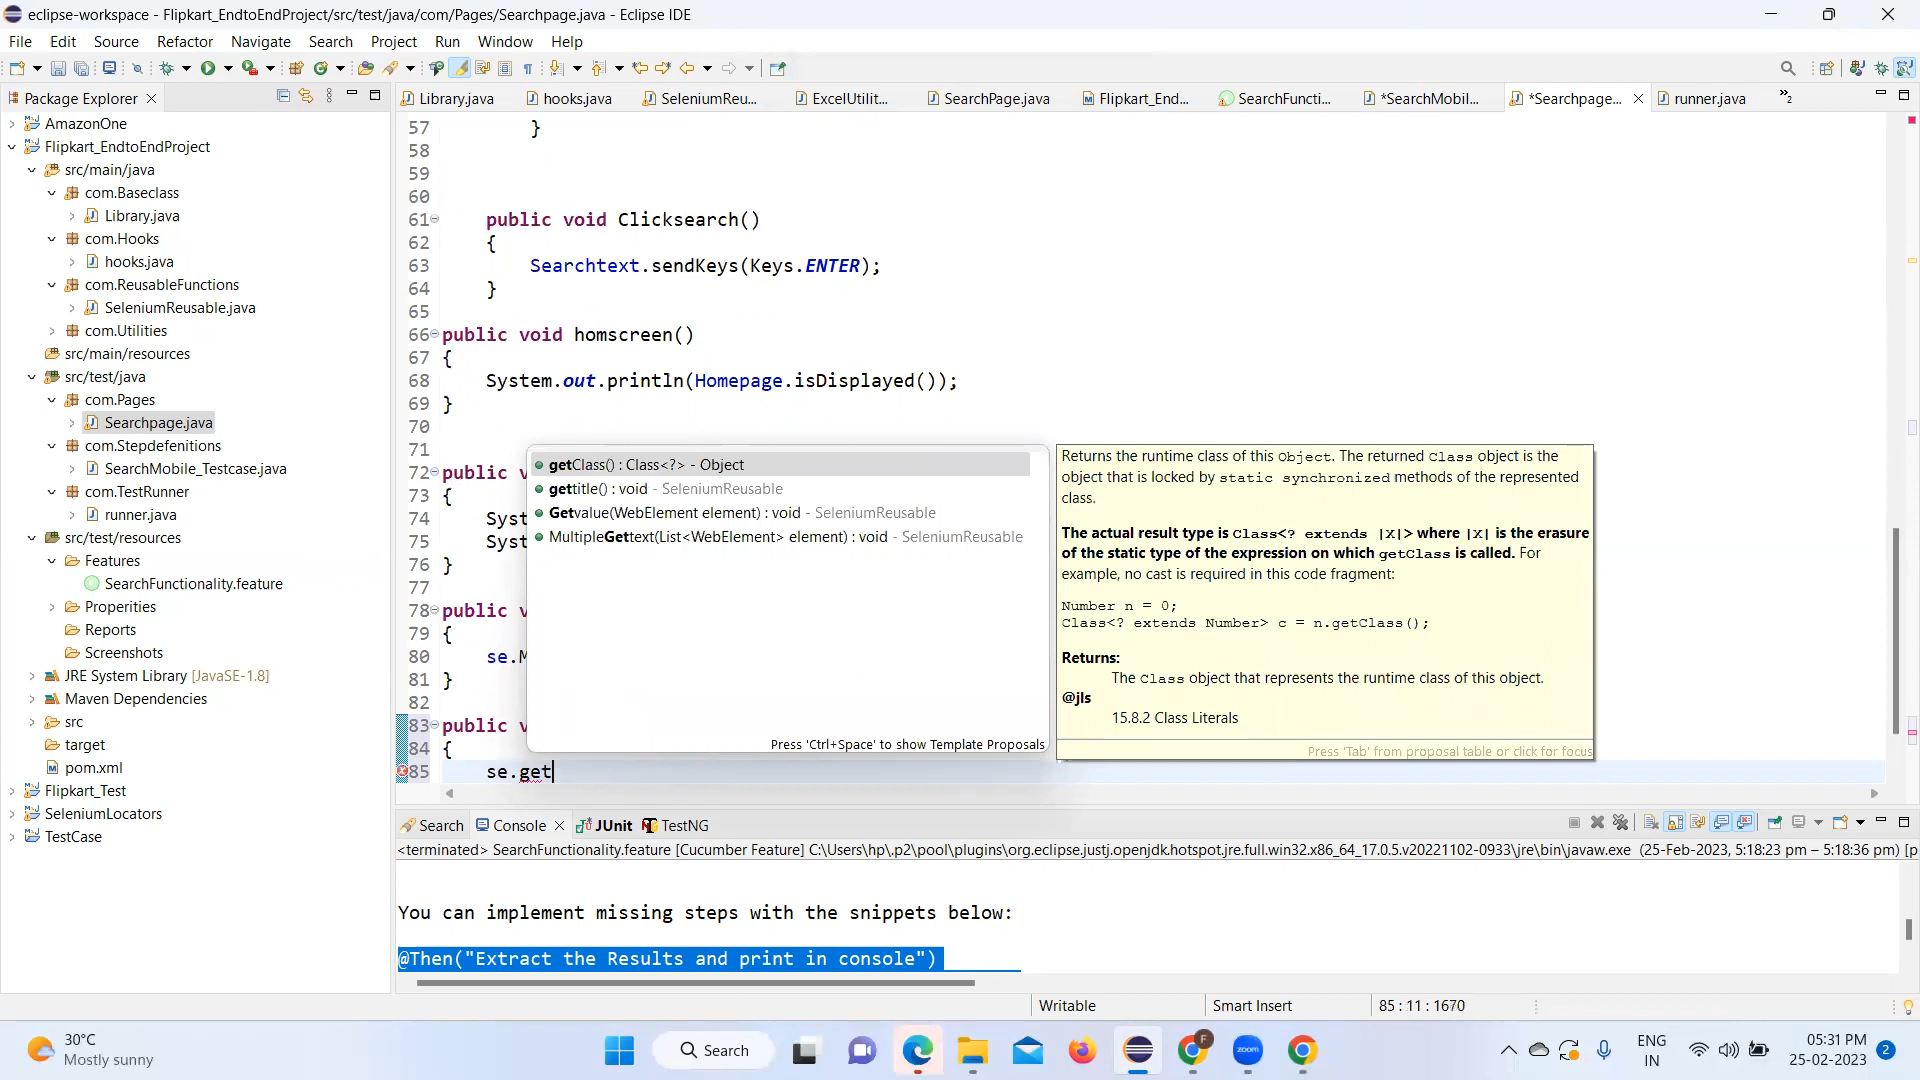 eclipse-workspace - Flipkart_EndtoEndProject/src/test/java/com/Pages/Searchpage.java - Eclipse IDE
File Edit Source Refactor Navigate Search Project Run Window Help
Package Explorer
Library.java hooks.java SeleniumReu... ExcelUtilit... SearchPage.java Flipkart_End... SearchFuncti... *SearchMobil... *Searchpage... runner.java »2
AmazonOne
Flipkart_EndtoEndProject
src/main/java
com.Baseclass
Library.java
com.Hooks
hooks.java
com.ReusableFunctions
SeleniumReusable.java
com.Utilities
src/main/resources
src/test/java
com.Pages
Searchpage.java
com.Stepdefenitions
SearchMobile_Testcase.java
com.TestRunner
runner.java
src/test/resources
Features
SearchFunctionality.feature
Properities
Reports
Screenshots
JRE System Library [JavaSE-1.8]
Maven Dependencies
src
target
pom.xml
Flipkart_Test
SeleniumLocators
TestCase
57 }
58
59
60
61 public void Clicksearch()
62 {
63 Searchtext.sendKeys(Keys.ENTER);
64 }
65
66 public void homscreen()
67 {
68 System.out.println(Homepage.isDisplayed());
69 }
70
71
72 public v
73 {
74 Syst
75 Syst
76 }
77
78 public v
79 {
80 se.M
81 }
82
83 public v
84 {
85 se.get
getClass() : Class<?> - Object
gettitle() : void - SeleniumReusable
Getvalue(WebElement element) : void - SeleniumReusable
MultipleGettext(List<WebElement> element) : void - SeleniumReusable
Press 'Ctrl+Space' to show Template Proposals
Returns the runtime class of this Object. The returned Class object is the
object that is locked by static synchronized methods of the represented
class.
The actual result type is Class<? extends |X|> where |X| is the erasure
of the static type of the expression on which getClass is called. For
example, no cast is required in this code fragment:
Number n = 0;
Class<? extends Number> c = n.getClass();
Returns:
The Class object that represents the runtime class of this object.
@jls
15.8.2 Class Literals
Press 'Tab' from proposal table or click for focus
Search Console JUnit TestNG
<terminated> SearchFunctionality.feature [Cucumber Feature] C:\Users\hp\.p2\pool\plugins\org.eclipse.justj.openjdk.hotspot.jre.full.win32.x86_64_17.0.5.v20221102-0933\jre\bin\javaw.exe (25-Feb-2023, 5:18:23 pm – 5:18:36 pm) [p
You can implement missing steps with the snippets below:
@Then("Extract the Results and print in console")
Writable Smart Insert 85 : 11 : 1670
30°C
Mostly sunny
Search
F
zoom
ENG
IN
05:31 PM
25-02-2023
2